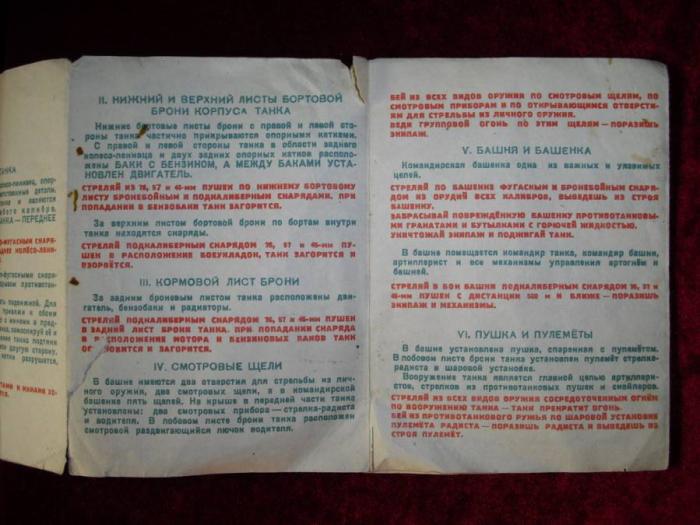 ТАНКА
ДНЕЕ КОЛЕСО-ЛЕНИ-
II. НИЖНИЙ И ВЕРХНИЙ ЛИСТЫ БОРТОВОЙ
БРОНИ КОРПУСА ТАНКА
Нижние бортовые листы брони с правой и левой сто-
роны танка частично прикрываются опорными катками.
С правой и левой стороны танка в области заднего
колеса-ленивца и двух задних опорных катков располо-
жены БАКИ С БЕНЗИНОМ, А МЕЖДУ БАКАМИ УСТА-
НОВЛЕН ДВИГАТЕЛЬ.
СТРЕЛЯЙ ИЗ 76, 57 и 45-мм ПУШЕК ПО НИЖНЕМУ БОРТОВОМУ
ЛИСТУ БРОНЕБОЙНЫМ И ПОДКАЛИБЕРНЫМ СНАРЯДАМИ. ПРИ
ПОПАДАНИИ В БЕНЗОБАКИ ТАНК ЗАГОРИТСЯ.
За верхним листом бортовой брони по бортам внутри
танка находятся снаряды.
СТРЕЛЯЙ ПОДКАЛИБЕРНЫМ СНАРЯДОМ 76, 57 и 45-мм ПУ-
ШЕК В РАСПОЛОЖЕНИЕ БОЕУКЛАДОК, ТАНК ЗАГОРИТСЯ И
ВЗОРВЁТСЯ.
III. КОРМОВОЙ ЛИСТ БРОНИ
За задним броневым листом танка расположены дви-
гатель, бензобаки и радиаторы.
СТРЕЛЯЙ ПОДКАЛИБЕРНЫМ СНАРЯДОМ 76, 57 и 45-мм ПУШЕК
В ЗАДНИЙ ЛИСТ БРОНИ ТАНКА. ПРИ ПОПАДАНИИ СНАРЯДА
В РАСПОЛОЖЕНИЕ МОТОРА И БЕНЗИНОВЫХ БАКОВ ТАНК
ОСТАНОВИТСЯ И ЗАГОРИТСЯ.
IV. СМОТРОВЫЕ ЩЕЛИ
В башне имеются два отверстия для стрельбы из лич-
ного оружия, две смотровых щели, а в командирской
башенке пять щелей. На крыше в передней части танка
установлены: два смотровых прибора—стрелка-радиста
и водителя. В лобовом листе брони танка расположен
смотровой раздвигающийся лючок водителя.
БЕЙ ИЗ ВСЕХ ВИДОВ ОРУЖИЯ ПО СМОТРОВЫМ ЩЕЛЯМ, ПО
СМОТРОВЫМ ПРИБОРАМ И ПО ОТКРЫВАЮЩИМСЯ ОТВЕРСТИ-
ЯМ ДЛЯ СТРЕЛЬБЫ ИЗ ЛИЧНОГО ОРУЖИЯ.
ВЕДИ ГРУППОВОЙ ОГОНЬ ПО ЭТИМ ЩЕЛЯМ—ПОРАЗИШЬ
ЭКИПАЖ.
V. БАШНЯ И БАШЕНКА
Командирская башенка одна из важных и уязвимых
целей.
СТРЕЛЯЙ ПО БАШЕНКЕ ФУГАСНЫМ И БРОНЕБОЙНЫМ СНАРЯ-
ДОМ ИЗ ОРУДИЙ ВСЕХ КАЛИБРОВ, ВЫВЕДЕШЬ ИЗ СТРОЯ
БАШЕНКУ.
ЗАБРАСЫВАЙ ПОВРЕЖДЁННУЮ БАШЕНКУ ПРОТИВОТАНКОВЫ-
МИ ГРАНАТАМИ И БУТЫЛКАМИ С ГОРЮЧЕЙ ЖИДКОСТЬЮ.
УНИЧТОЖАЙ ЭКИПАЖ И ПОДЖИГАЙ ТАНК.
В башне помещается командир танка, командир башни,
артиллерист и все механизмы управления артогнём и
башней.
СТРЕЛЯЙ В БОК БАШНИ ПОДКАЛИБЕРНЫМ СНАРЯДОМ 76, 57 и
45-мм ПУШЕК С ДИСТАНЦИИ 500 м И БЛИЖЕ—ПОРАЗИШЬ
ЭКИПАЖ И МЕХАНИЗМЫ.
VI. ПУШКА И ПУЛЕМЁТЫ
В башне установлена пушка, спаренная с пулемётом.
В лобовом листе брони танка установлен пулемёт стрелка-
радиста в шаровой установке.
Вооружение танка является главной целью артиллери-
стов, стрелков из противотанковых пушек и снайперов.
СТРЕЛЯЙ ИЗ ВСЕХ ВИДОВ ОРУЖИЯ СОСРЕДОТОЧЕННЫМ ОГНЁМ
ПО ВООРУЖЕНИЮ ТАНКА—ТАНК ПРЕКРАТИТ ОГОНЬ.
БЕЙ ИЗ ПРОТИВОТАНКОВОГО РУЖЬЯ ПО ШАРОВОЙ УСТАНОВКЕ
ПУЛЕМЁТА РАДИСТА—ПОРАЗИШЬ РАДИСТА И ВЫВЕДЕШЬ ИЗ
СТРОЯ ПУЛЕМЁТ.